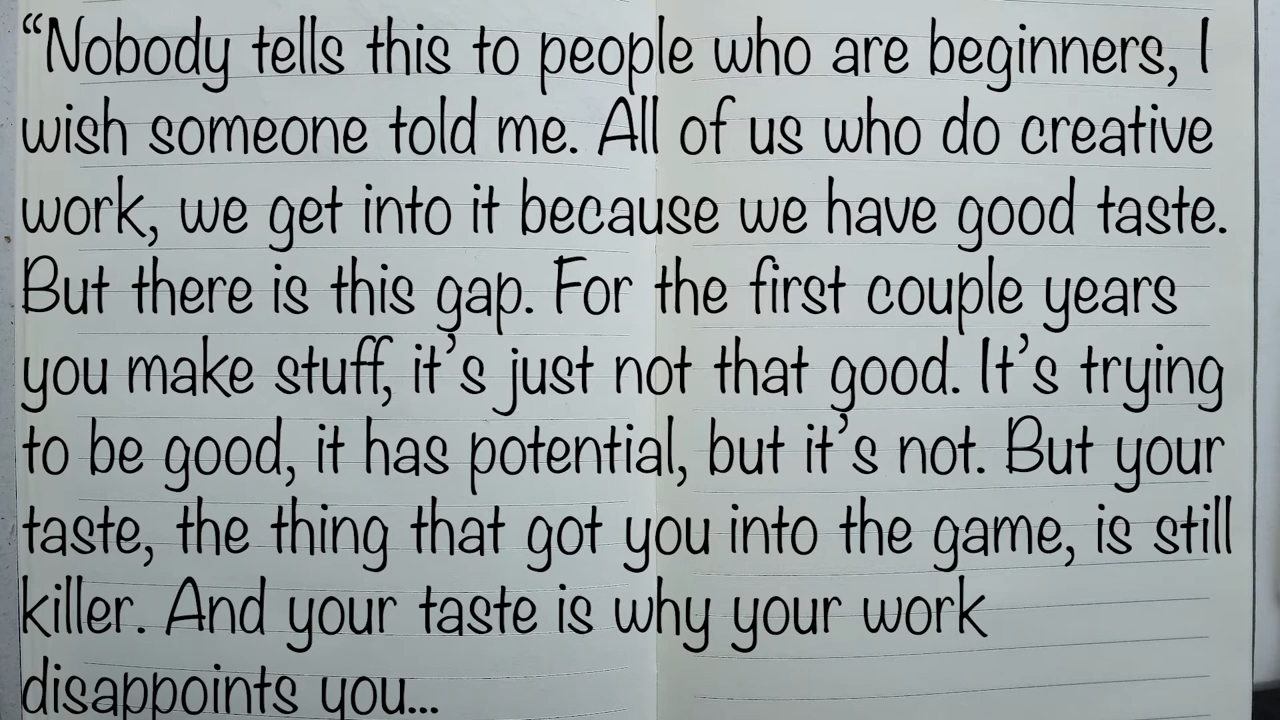 “Nobody tells this to people who are beginners, I
wish someone told me. All of us who do creative
work, we get into it because we have good taste.
But there is this gap. For the first couple years
you make stuff, it’s just not that good. It’s trying
to be good, it has potential, but it’s not. But your
taste, the thing that got you into the game, is still
killer. And your taste is why your work
disappoints you...